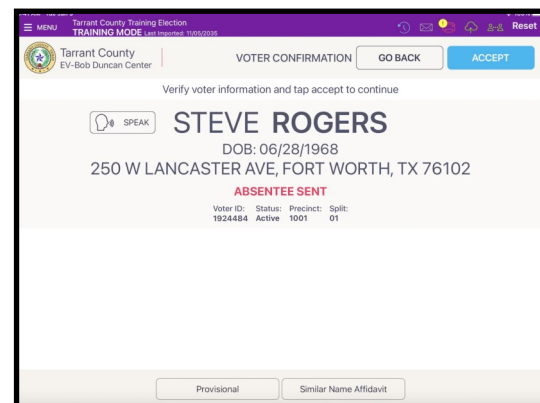 MENU
Tarrant County Training Election
TRAINING MODE Last Imported: 11/05/2035
Reset
Tarrant County
EV-Bob Duncan Center
VOTER CONFIRMATION
GO BACK
ACCEPT
Verify voter information and tap accept to continue
SPEAK
STEVE ROGERS
DOB: 06/28/1968
250 W LANCASTER AVE, FORT WORTH, TX 76102
ABSENTEE SENT
Voter ID: Status: Precinct: Split:
1924484 Active 1001 01
Provisional
Similar Name Affidavit